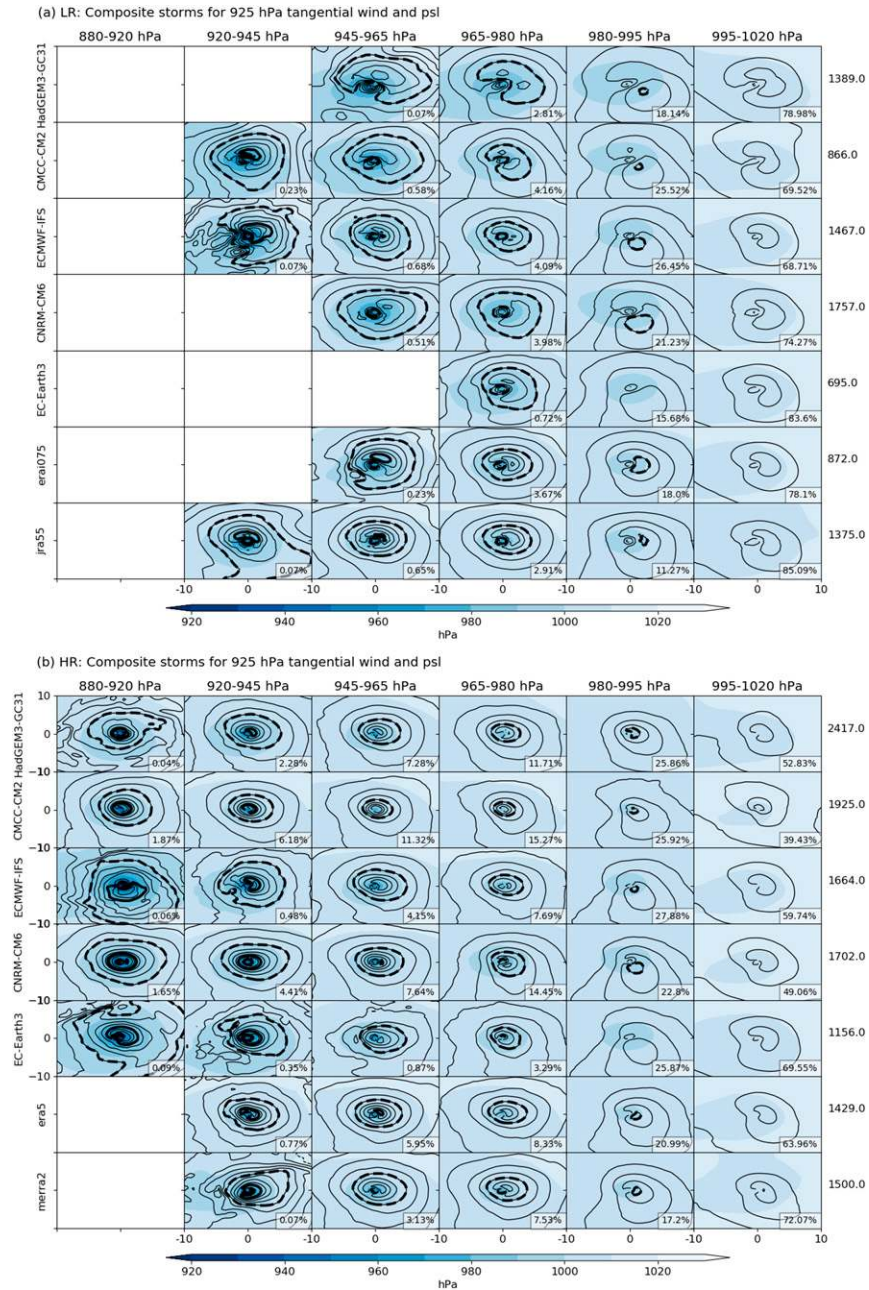 (a) LR: Composite storms for 925 hPa tangential wind and psl
880-920 hPa 920-945 hPa 945-965 hPa 965-980 hPa 980-995 hPa 995-1020 hPa
HadGEM3-GC31 0.07% 2.81% 18.14% 78.98% 1389.0
CMCC-CM2 0.23% 0.58% 4.16% 25.52% 69.52% 866.0
ECMWF-IFS 0.07% 0.68% 4.09% 26.45% 68.71% 1467.0
CNRM-CM6 0.51% 3.98% 21.23% 74.27% 1757.0
EC-Earth3 0.72% 15.68% 83.6% 695.0
erai075 0.23% 3.67% 18.0% 78.1% 872.0
jra55 0.07% 0.65% 2.91% 11.27% 85.09% 1375.0
-10 0 -10 0 -10 0 -10 0 10
920 940 960 980 1000 1020
hPa
(b) HR: Composite storms for 925 hPa tangential wind and psl
880-920 hPa 920-945 hPa 945-965 hPa 965-980 hPa 980-995 hPa 995-1020 hPa
10
HadGEM3-GC31 0 0.04% 2.28% 7.28% 11.71% 25.86% 52.83% 2417.0
-10
CMCC-CM2 0 1.87% 6.18% 11.32% 15.27% 25.92% 39.43% 1925.0
-10
ECMWF-IFS 0 0.06% 0.48% 4.15% 7.69% 27.88% 59.74% 1664.0
-10
CNRM-CM6 0 1.65% 4.41% 7.64% 14.45% 22.8% 49.06% 1702.0
-10
EC-Earth3 0 0.09% 0.35% 0.87% 3.29% 25.87% 69.55% 1156.0
-10
era5 0.77% 5.95% 8.33% 20.99% 63.96% 1429.0
merra2 0.07% 3.13% 7.53% 17.2% 72.07% 1500.0
-10 0 -10 0 -10 0 -10 0 10
920 940 960 980 1000 1020
hPa